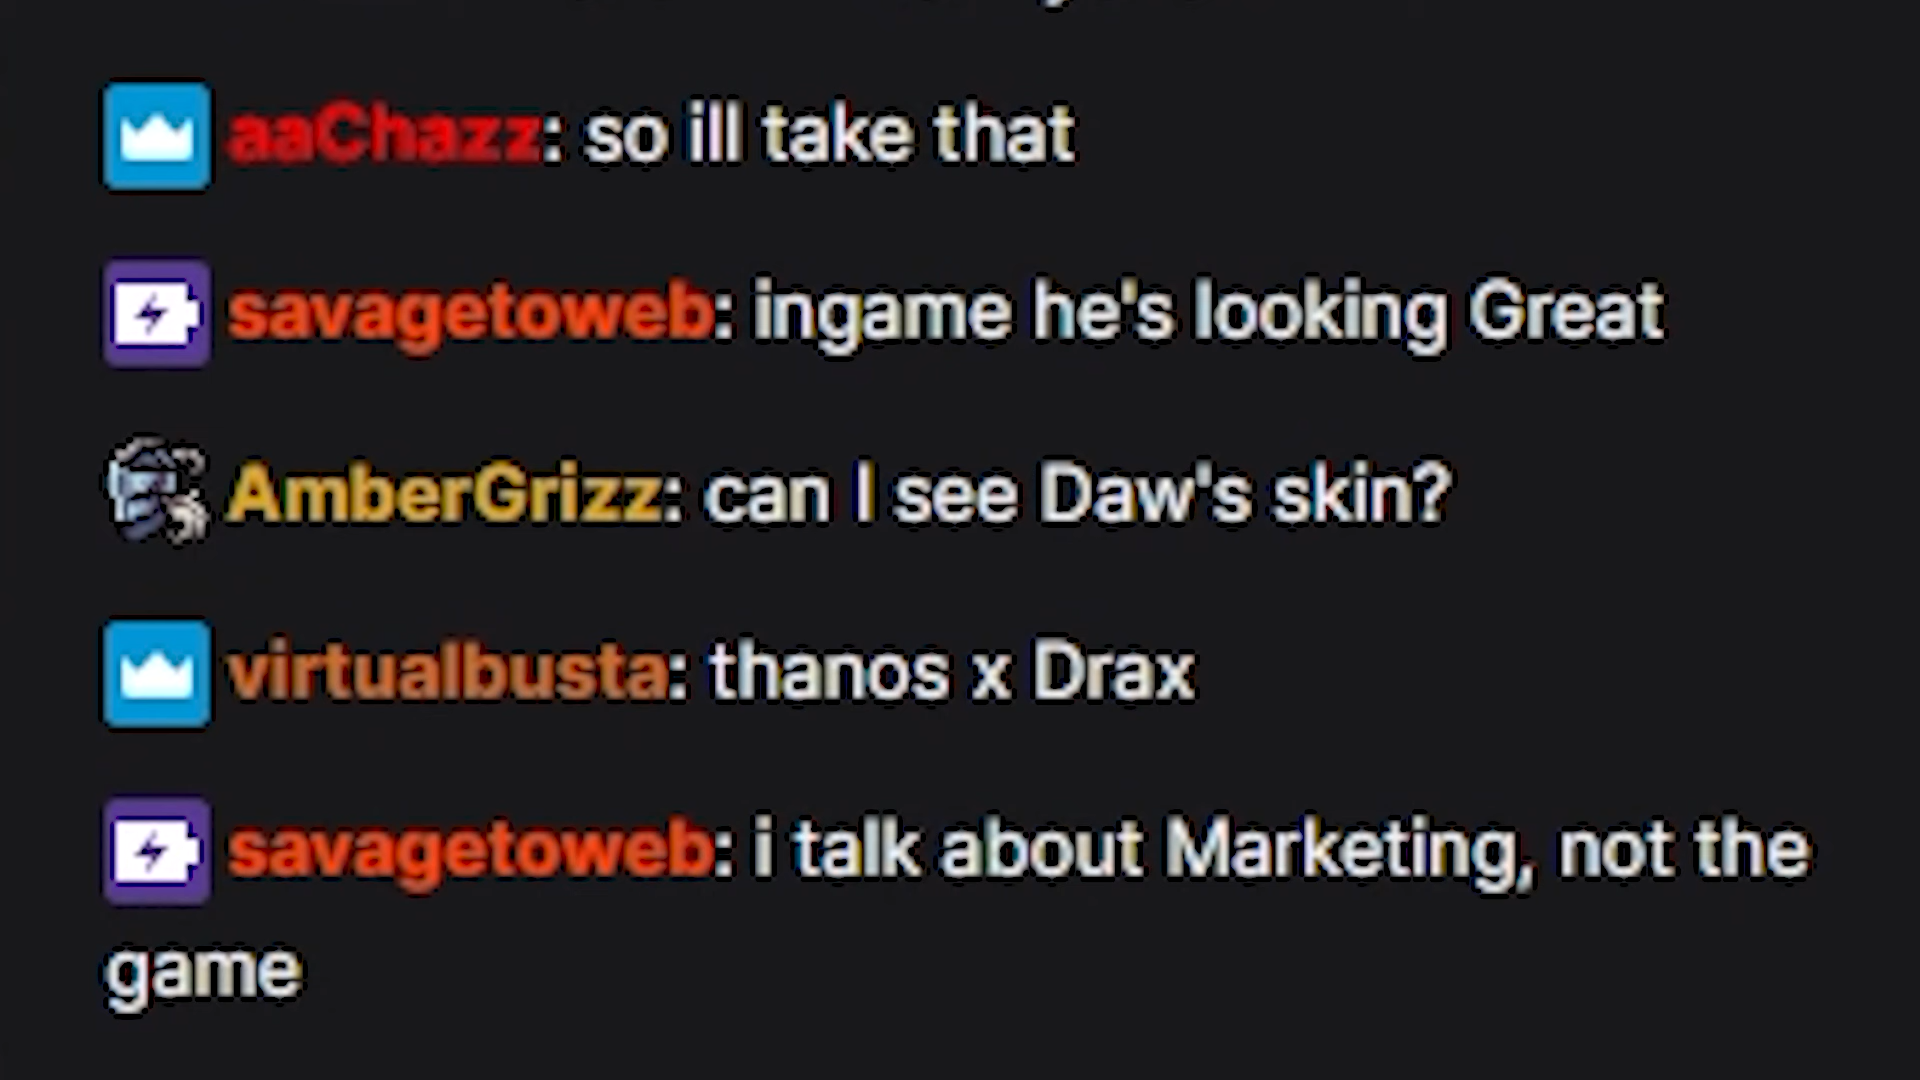 aaChazz: so ill take that
savagetoweb: ingame he's looking Great
AmberGrizz: can I see Daw's skin?
virtualbusta: thanos x Drax
savagetoweb: i talk about Marketing, not the
game